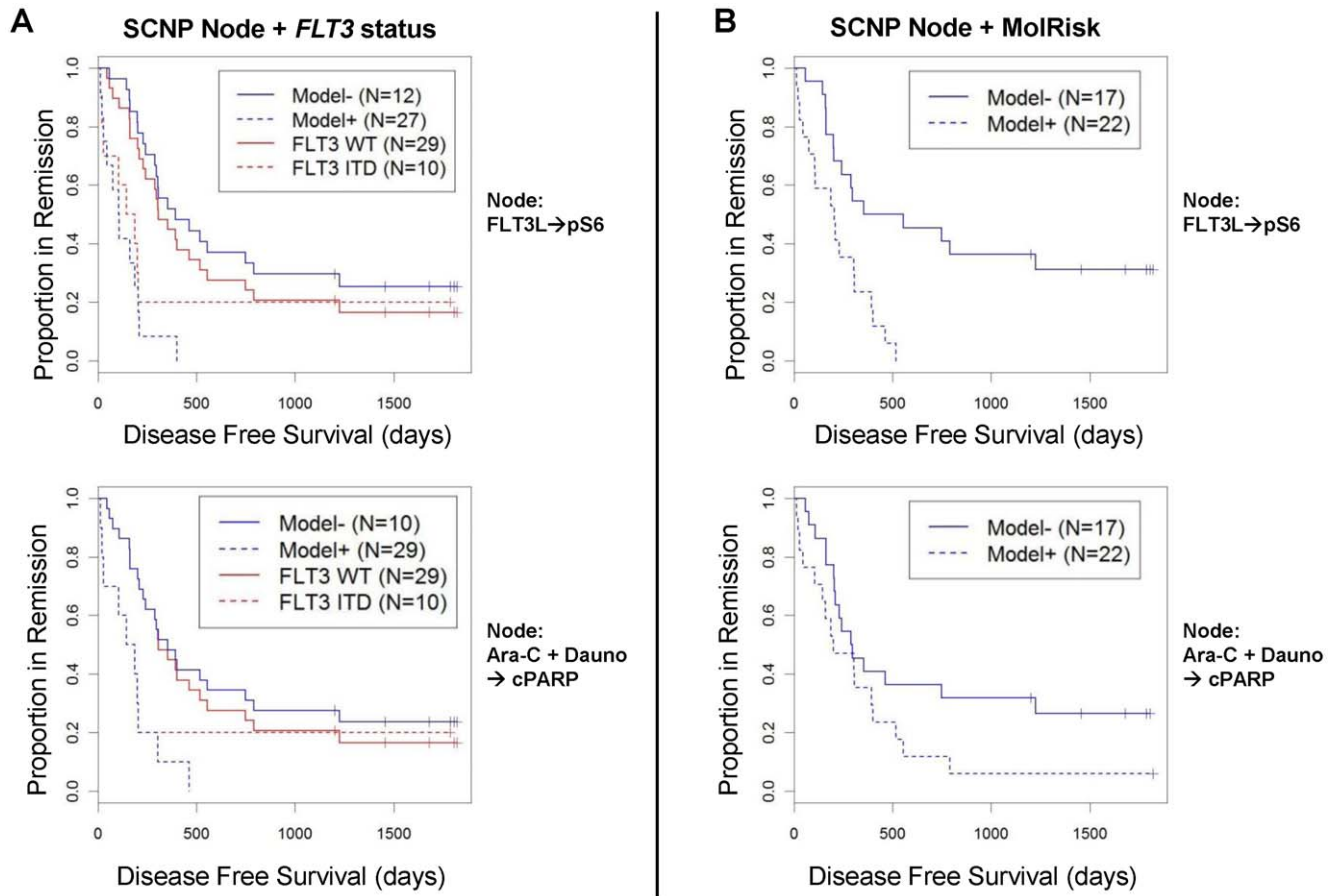 A
SCNP Node + FLT3 status
Proportion in Remission
0.0 0.2 0.4 0.6 0.8 1.0
Model- (N=12)
Model+ (N=27)
FLT3 WT (N=29)
FLT3 ITD (N=10)
0 500 1000 1500
Disease Free Survival (days)
Node:
FLT3L→pS6
Proportion in Remission
0.0 0.2 0.4 0.6 0.8 1.0
Model- (N=10)
Model+ (N=29)
FLT3 WT (N=29)
FLT3 ITD (N=10)
0 500 1000 1500
Disease Free Survival (days)
Node:
Ara-C + Dauno
→ cPARP
B
SCNP Node + MolRisk
Proportion in Remission
0.0 0.2 0.4 0.6 0.8 1.0
Model- (N=17)
Model+ (N=22)
0 500 1000 1500
Disease Free Survival (days)
Node:
FLT3L→pS6
Proportion in Remission
0.0 0.2 0.4 0.6 0.8 1.0
Model- (N=17)
Model+ (N=22)
0 500 1000 1500
Disease Free Survival (days)
Node:
Ara-C + Dauno
→ cPARP